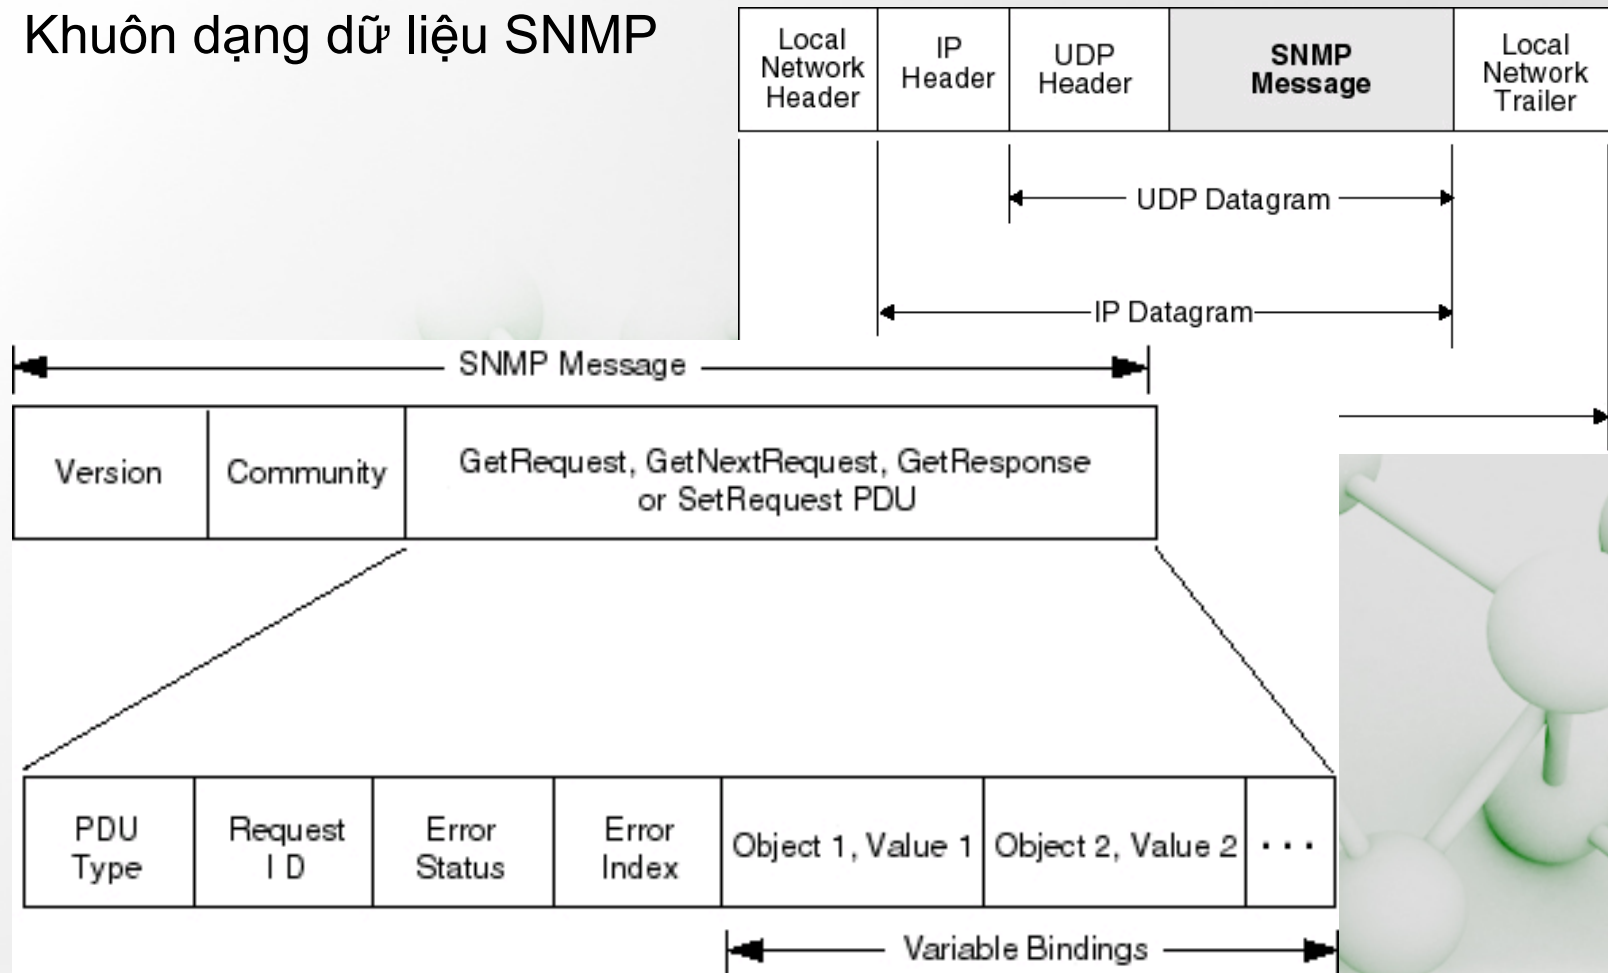 Khuôn dạng dữ liệu SNMP
Local
Network
Header
IP
Header
UDP
Header
SNMP
Message
Local
Network
Trailer
UDP Datagram
IP Datagram
SNMP Message
Version
Community
GetRequest, GetNextRequest, GetResponse
or SetRequest PDU
PDU
Type
Request
ID
Error
Status
Error
Index
Object 1, Value 1
Object 2, Value 2
· · ·
Variable Bindings